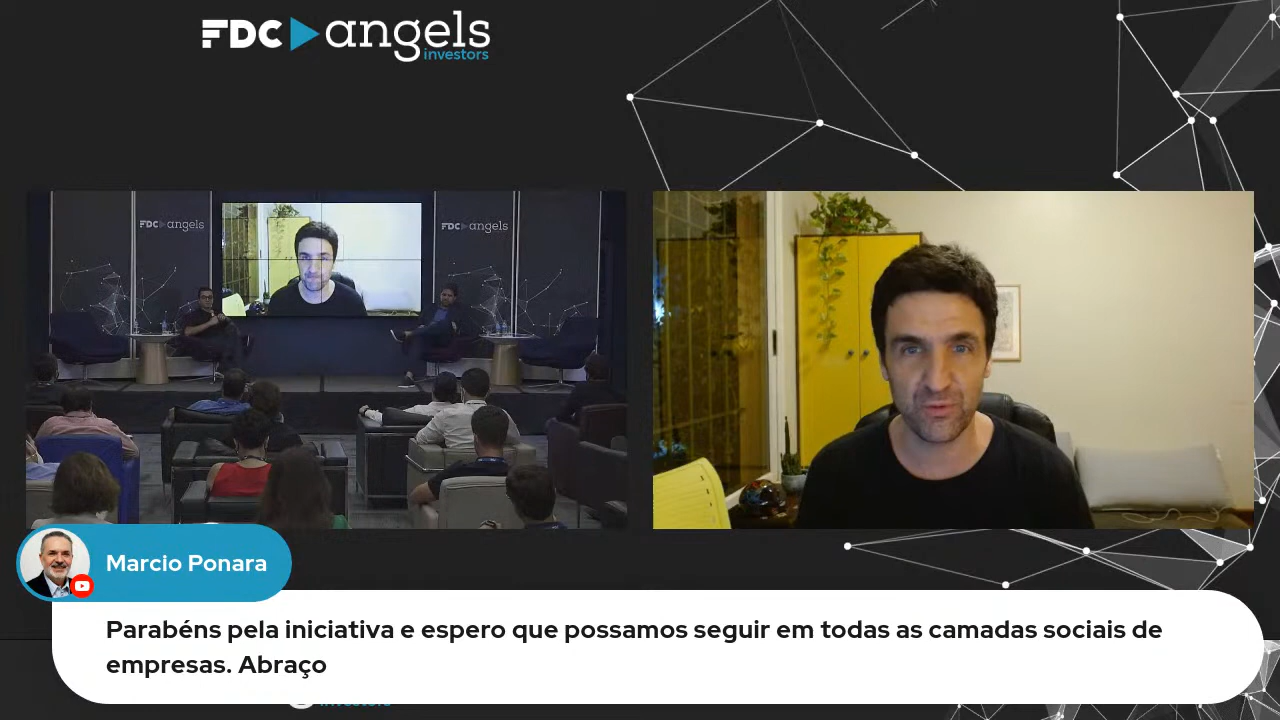 FDC angels
investors
FDC angels
FDC angels
Marcio Ponara
Parabéns pela iniciativa e espero que possamos seguir em todas as camadas sociais de
empresas. Abraço
investors